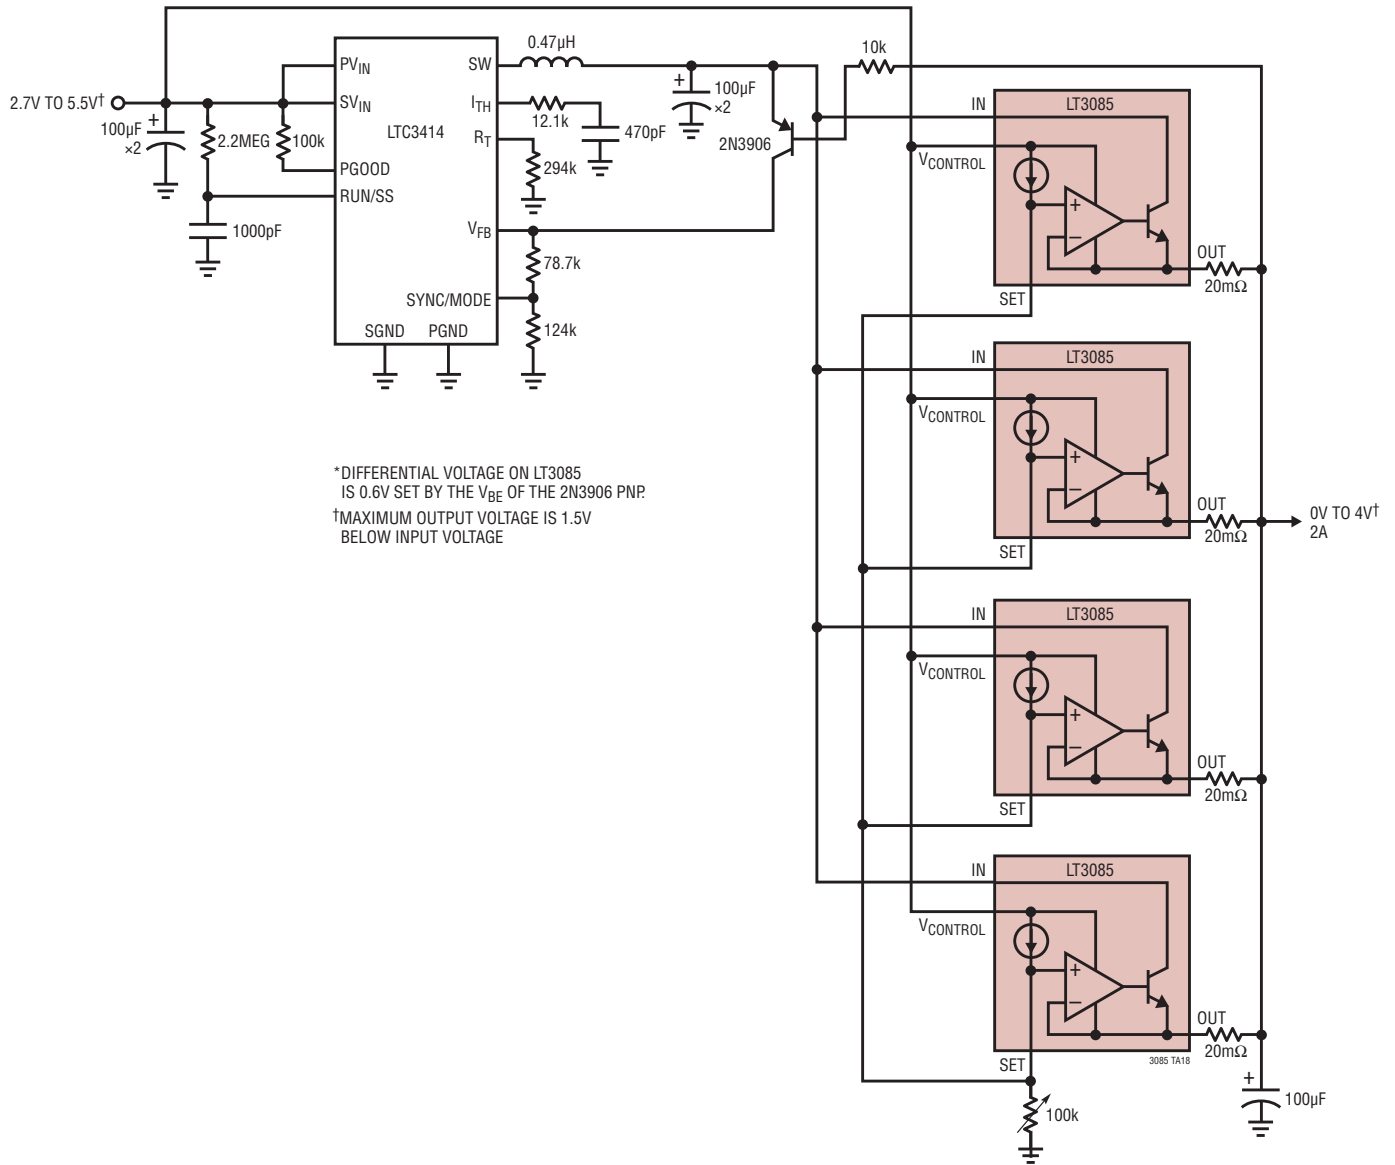 0.47µH
10k
PVIN
SW
2.7V TO 5.5V†
SVIN
ITH
+
100µF
×2
IN
LT3085
+
100µF
×2
2.2MEG
100k
LTC3414
12.1k
RT
470pF
2N3906
VCONTROL
PGOOD
294k
RUN/SS
+
1000pF
VFB
–
OUT
78.7k
20mΩ
SYNC/MODE
SET
SGND
PGND
124k
IN
LT3085
VCONTROL
+
*DIFFERENTIAL VOLTAGE ON LT3085
IS 0.6V SET BY THE VBE OF THE 2N3906 PNP.
–
†MAXIMUM OUTPUT VOLTAGE IS 1.5V
BELOW INPUT VOLTAGE
OUT
20mΩ
0V TO 4V†
2A
SET
IN
LT3085
VCONTROL
+
–
OUT
20mΩ
SET
IN
LT3085
VCONTROL
+
–
OUT
20mΩ
3085 TA18
SET
+
100µF
100k